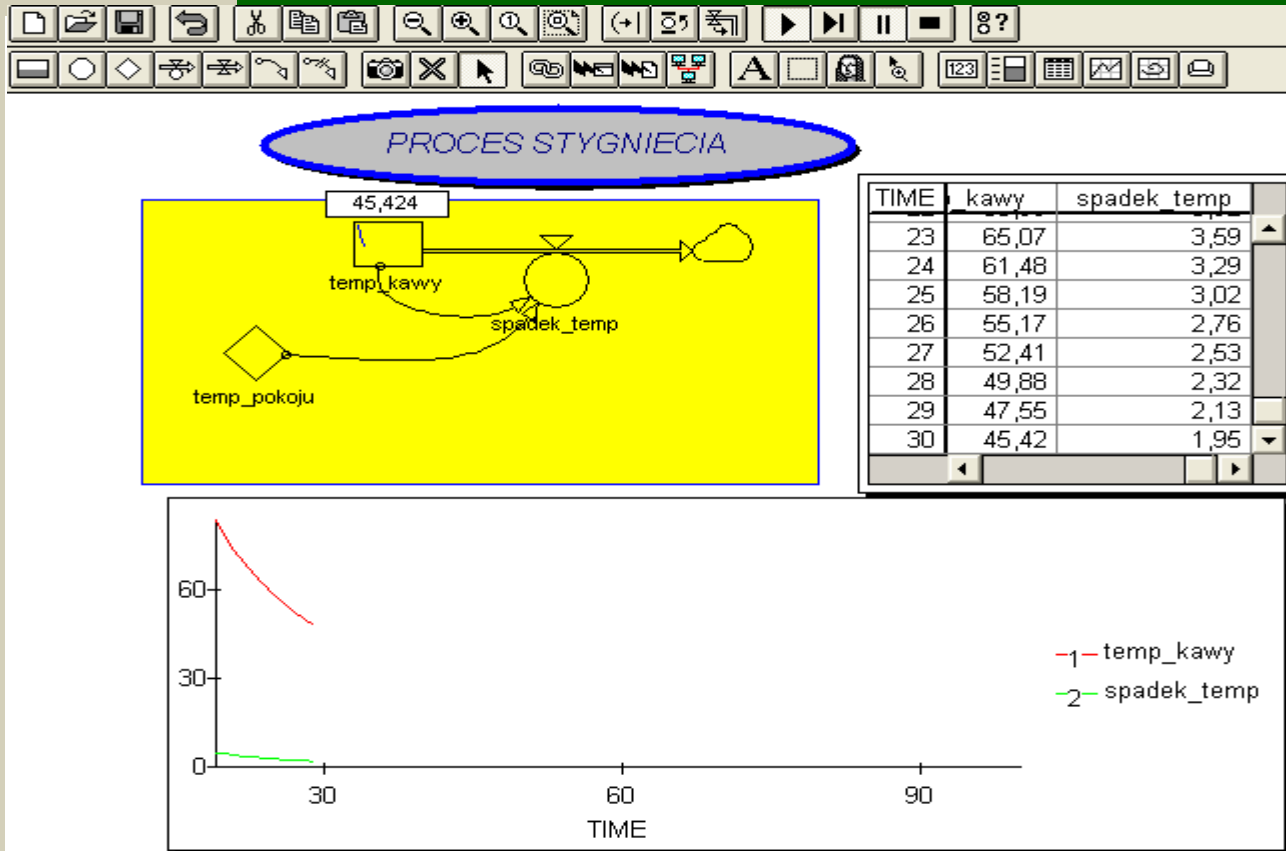 PROCES STYGNIECIA
45,424
temp_kawy
spadek_temp
temp_pokoju
TIME _kawy spadek_temp
23 65,07 3,59
24 61,48 3,29
25 58,19 3,02
26 55,17 2,76
27 52,41 2,53
28 49,88 2,32
29 47,55 2,13
30 45,42 1,95
60
30
0
30 60 90
TIME
1 temp_kawy
2 spadek_temp
A
123
8?